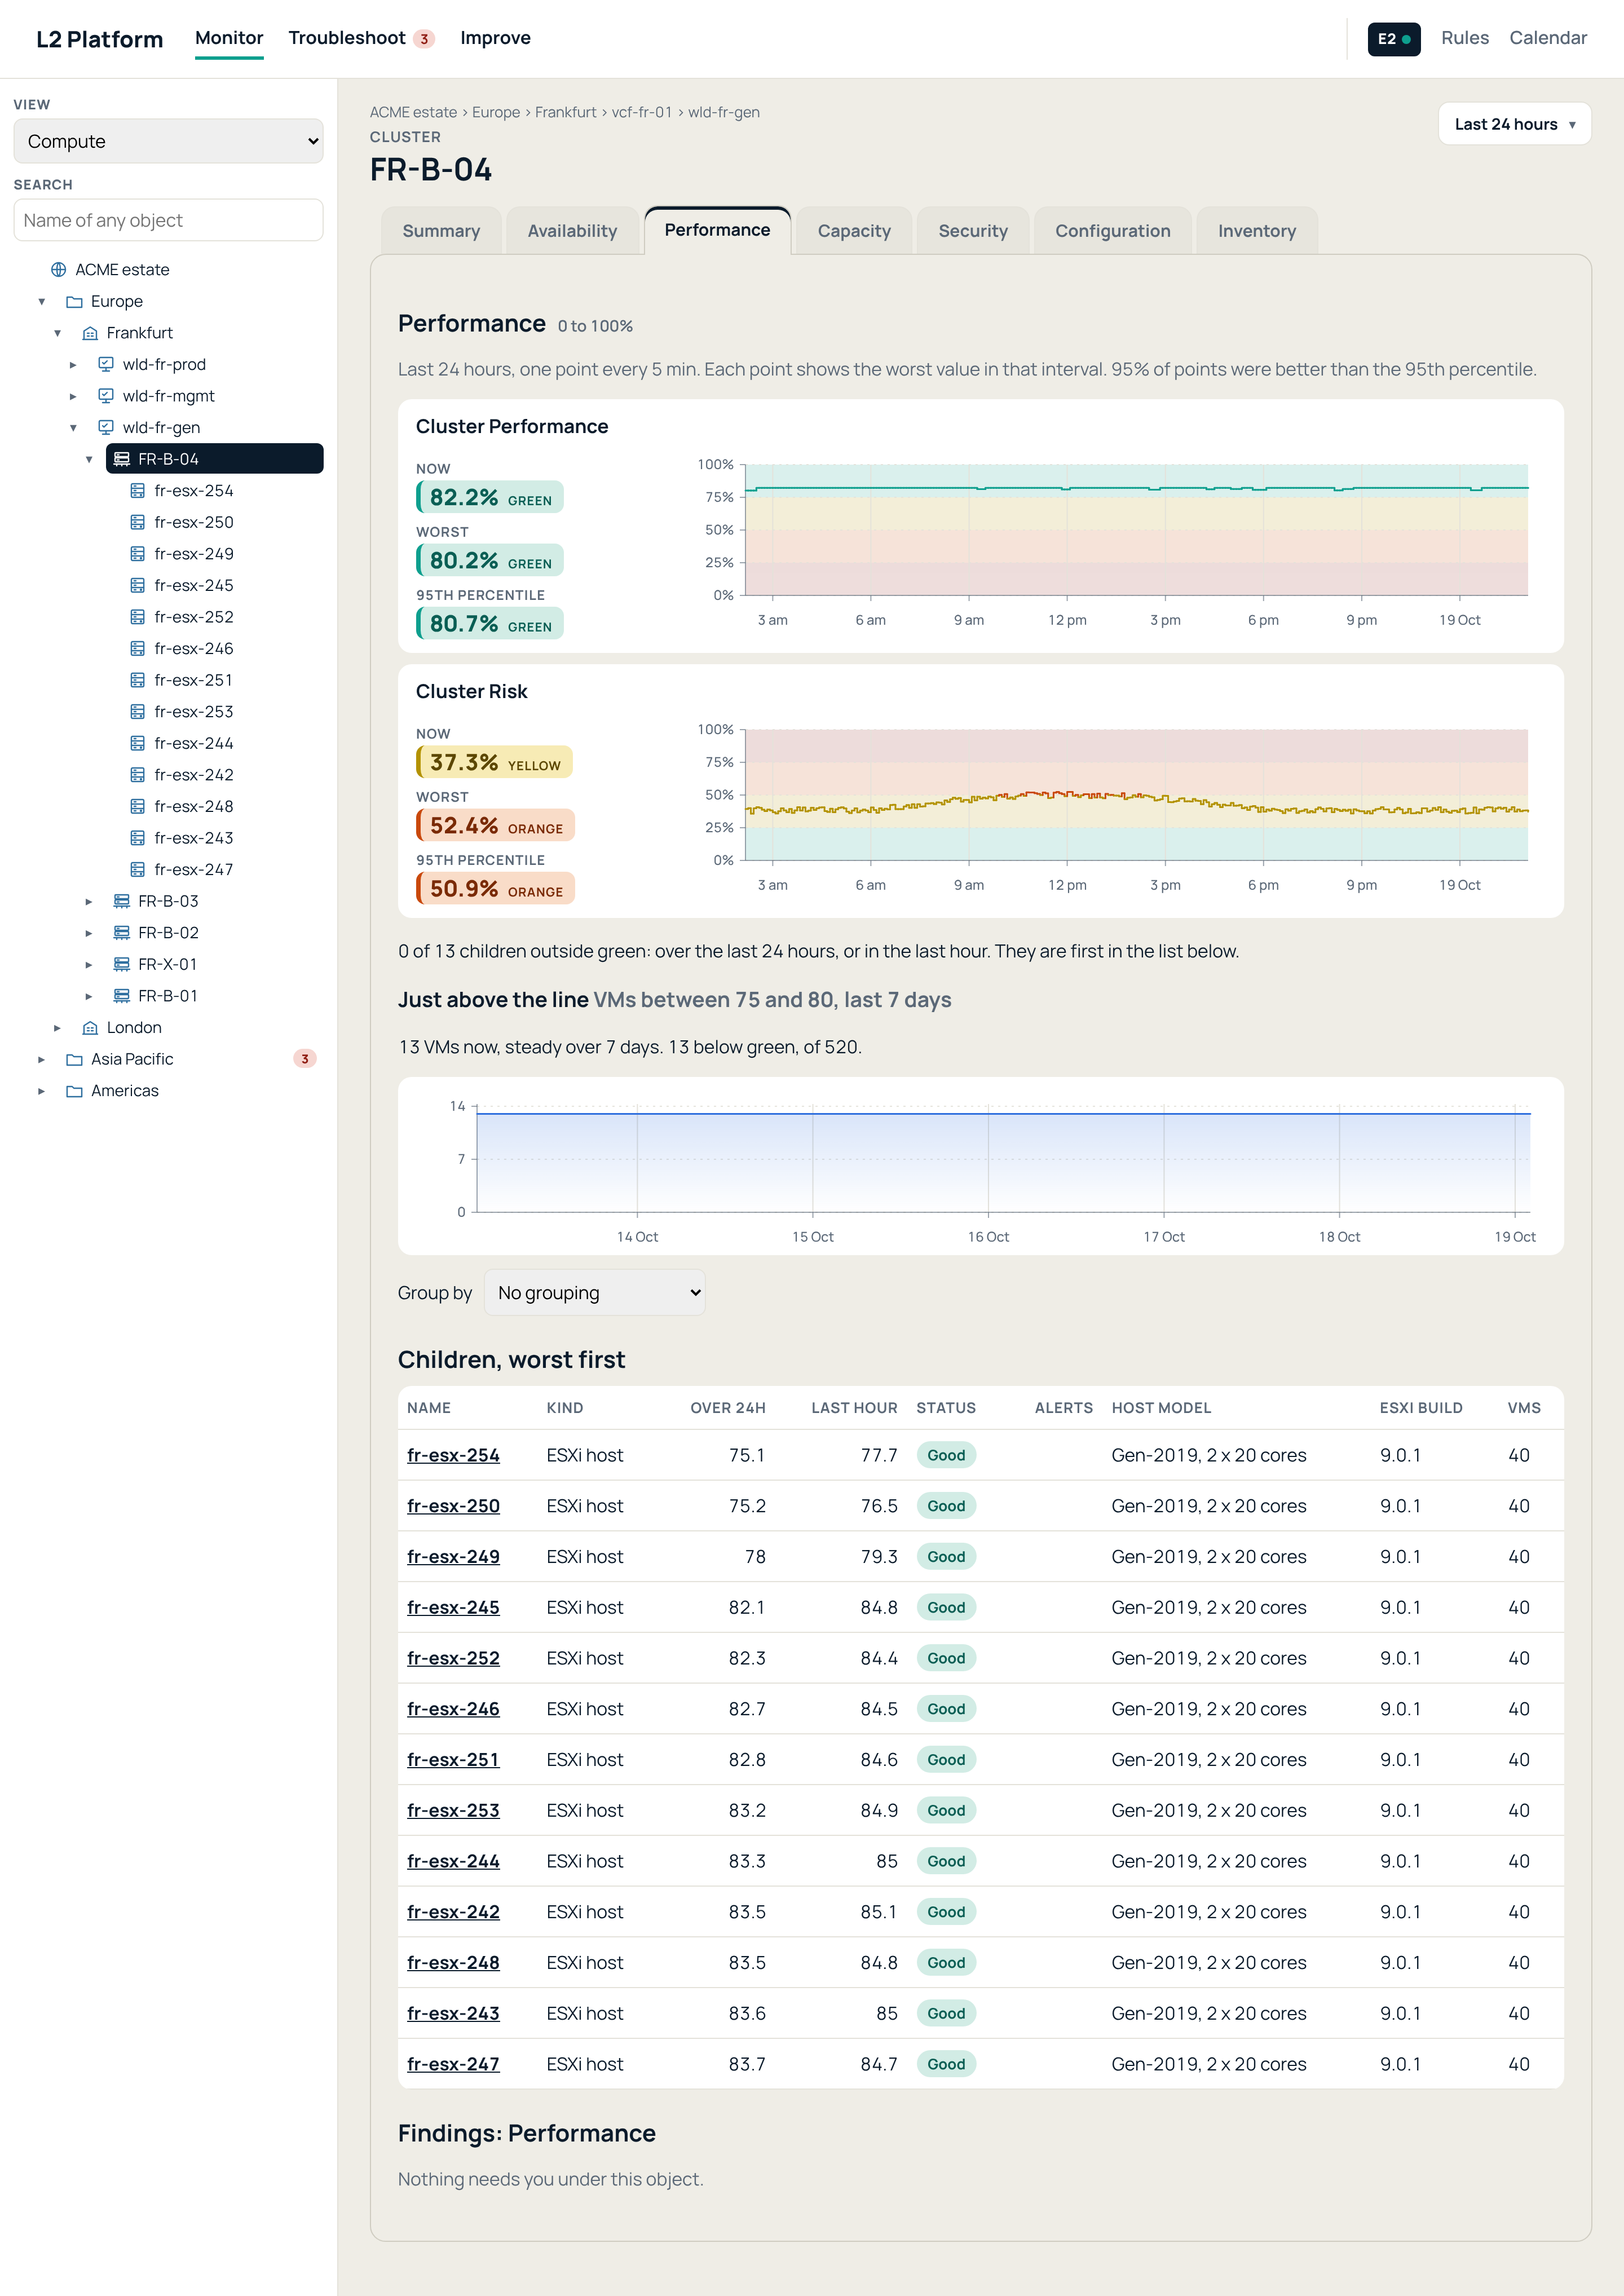 L2 Platform Monitor Troubleshoot 3 Improve E2 Rules Calendar
VIEW
Compute
SEARCH
Name of any object
ACME estate
Europe
Frankfurt
wld-fr-prod
wld-fr-mgmt
wld-fr-gen
FR-B-04
fr-esx-254
fr-esx-250
fr-esx-249
fr-esx-245
fr-esx-252
fr-esx-246
fr-esx-251
fr-esx-253
fr-esx-244
fr-esx-242
fr-esx-248
fr-esx-243
fr-esx-247
FR-B-03
FR-B-02
FR-X-01
FR-B-01
London
Asia Pacific 3
Americas
ACME estate › Europe › Frankfurt › vcf-fr-01 › wld-fr-gen
CLUSTER
FR-B-04
Last 24 hours
Summary Availability Performance Capacity Security Configuration Inventory
Performance 0 to 100%
Last 24 hours, one point every 5 min. Each point shows the worst value in that interval. 95% of points were better than the 95th percentile.
Cluster Performance
NOW
82.2% GREEN
WORST
80.2% GREEN
95TH PERCENTILE
80.7% GREEN
100%
75%
50%
25%
0%
3 am 6 am 9 am 12 pm 3 pm 6 pm 9 pm 19 Oct
Cluster Risk
NOW
37.3% YELLOW
WORST
52.4% ORANGE
95TH PERCENTILE
50.9% ORANGE
100%
75%
50%
25%
0%
3 am 6 am 9 am 12 pm 3 pm 6 pm 9 pm 19 Oct
0 of 13 children outside green: over the last 24 hours, or in the last hour. They are first in the list below.
Just above the line VMs between 75 and 80, last 7 days
13 VMs now, steady over 7 days. 13 below green, of 520.
14
7
0
14 Oct 15 Oct 16 Oct 17 Oct 18 Oct 19 Oct
Group by No grouping
Children, worst first
NAME KIND OVER 24H LAST HOUR STATUS ALERTS HOST MODEL ESXI BUILD VMS
fr-esx-254 ESXi host 75.1 77.7 Good Gen-2019, 2 x 20 cores 9.0.1 40
fr-esx-250 ESXi host 75.2 76.5 Good Gen-2019, 2 x 20 cores 9.0.1 40
fr-esx-249 ESXi host 78 79.3 Good Gen-2019, 2 x 20 cores 9.0.1 40
fr-esx-245 ESXi host 82.1 84.8 Good Gen-2019, 2 x 20 cores 9.0.1 40
fr-esx-252 ESXi host 82.3 84.4 Good Gen-2019, 2 x 20 cores 9.0.1 40
fr-esx-246 ESXi host 82.7 84.5 Good Gen-2019, 2 x 20 cores 9.0.1 40
fr-esx-251 ESXi host 82.8 84.6 Good Gen-2019, 2 x 20 cores 9.0.1 40
fr-esx-253 ESXi host 83.2 84.9 Good Gen-2019, 2 x 20 cores 9.0.1 40
fr-esx-244 ESXi host 83.3 85 Good Gen-2019, 2 x 20 cores 9.0.1 40
fr-esx-242 ESXi host 83.5 85.1 Good Gen-2019, 2 x 20 cores 9.0.1 40
fr-esx-248 ESXi host 83.5 84.8 Good Gen-2019, 2 x 20 cores 9.0.1 40
fr-esx-243 ESXi host 83.6 85 Good Gen-2019, 2 x 20 cores 9.0.1 40
fr-esx-247 ESXi host 83.7 84.7 Good Gen-2019, 2 x 20 cores 9.0.1 40
Findings: Performance
Nothing needs you under this object.